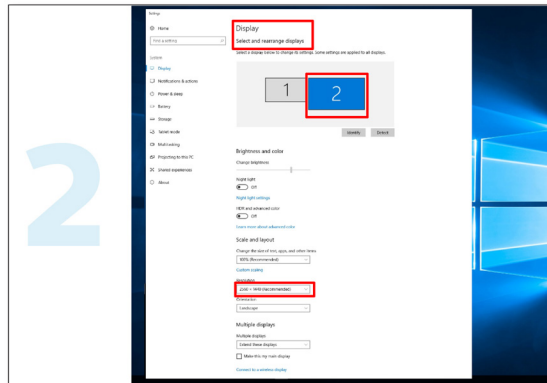 2
Settings
Home
Find a setting
System
Display
Notifications & actions
Power & sleep
Battery
Storage
Tablet mode
Multitasking
Projecting to this PC
Shared experiences
About
Display
Select and rearrange displays
Select a display below to change its settings. Some settings are applied to all displays.
1
2
Identify
Detect
Brightness and color
Change brightness
Night light
Off
Night light settings
HDR and advanced color
Off
Learn more about advanced color
Scale and layout
Change the size of text, apps, and other items
100% (Recommended)
Custom scaling
Resolution
(Recommended)
Orientation
Landscape
Multiple displays
Multiple displays
Extend these displays
Make this my main display
Connect to a wireless display